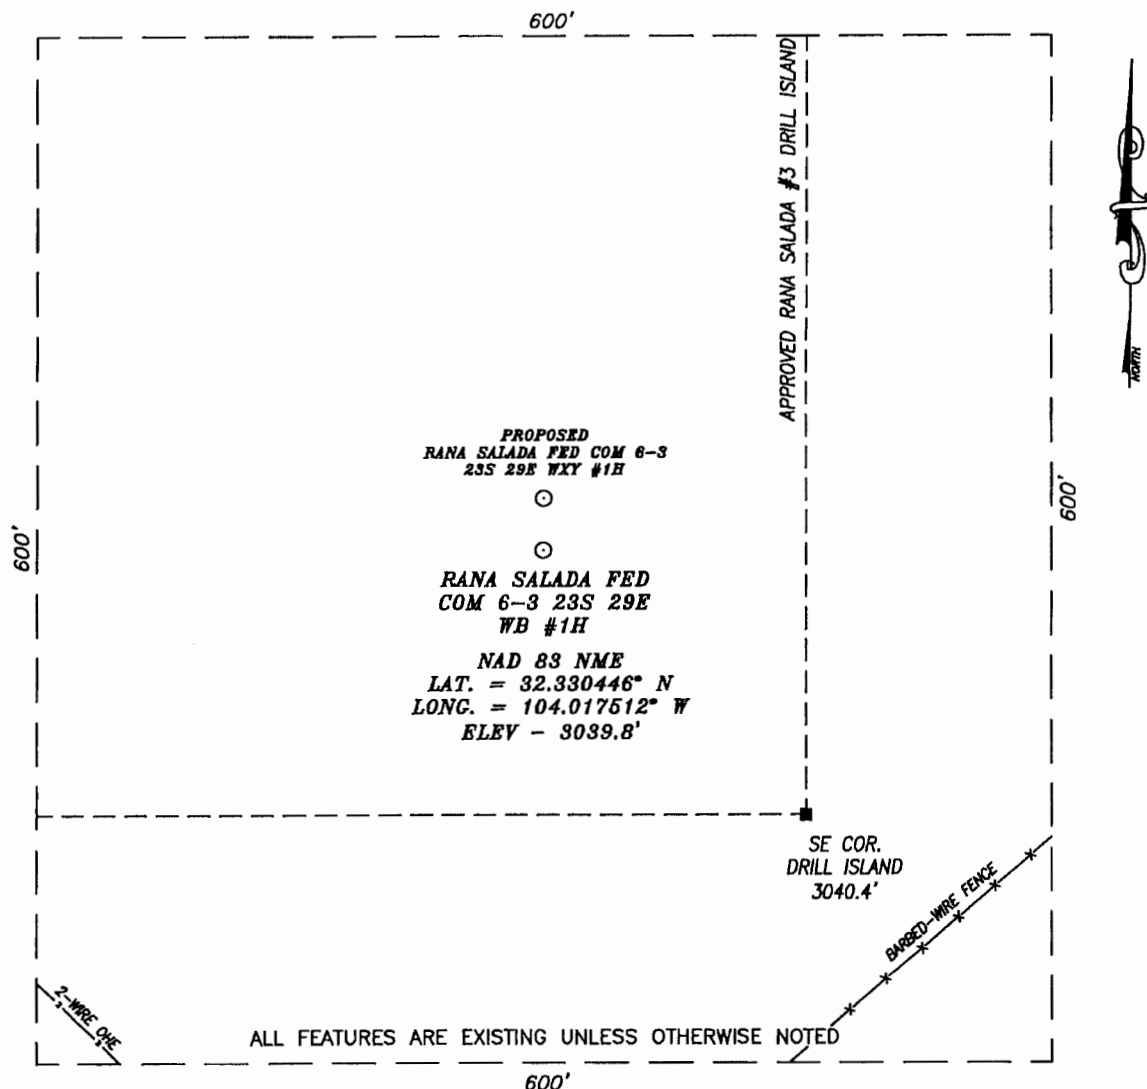 600'
APPROVED RANA SALADA #3 DRILL ISLAND
NORTH
PROPOSED
RANA SALADA FED COM 6-3
23S 29E WXY #1H
600'
600'
RANA SALADA FED
COM 6-3 23S 29E
WB #1H
NAD 83 NME
LAT. = 32.330446° N
LONG. = 104.017512° W
ELEV - 3039.8'
SE COR.
DRILL ISLAND
3040.4'
BARBED-WIRE FENCE
2-WIRE OHE
ALL FEATURES ARE EXISTING UNLESS OTHERWISE NOTED
600'